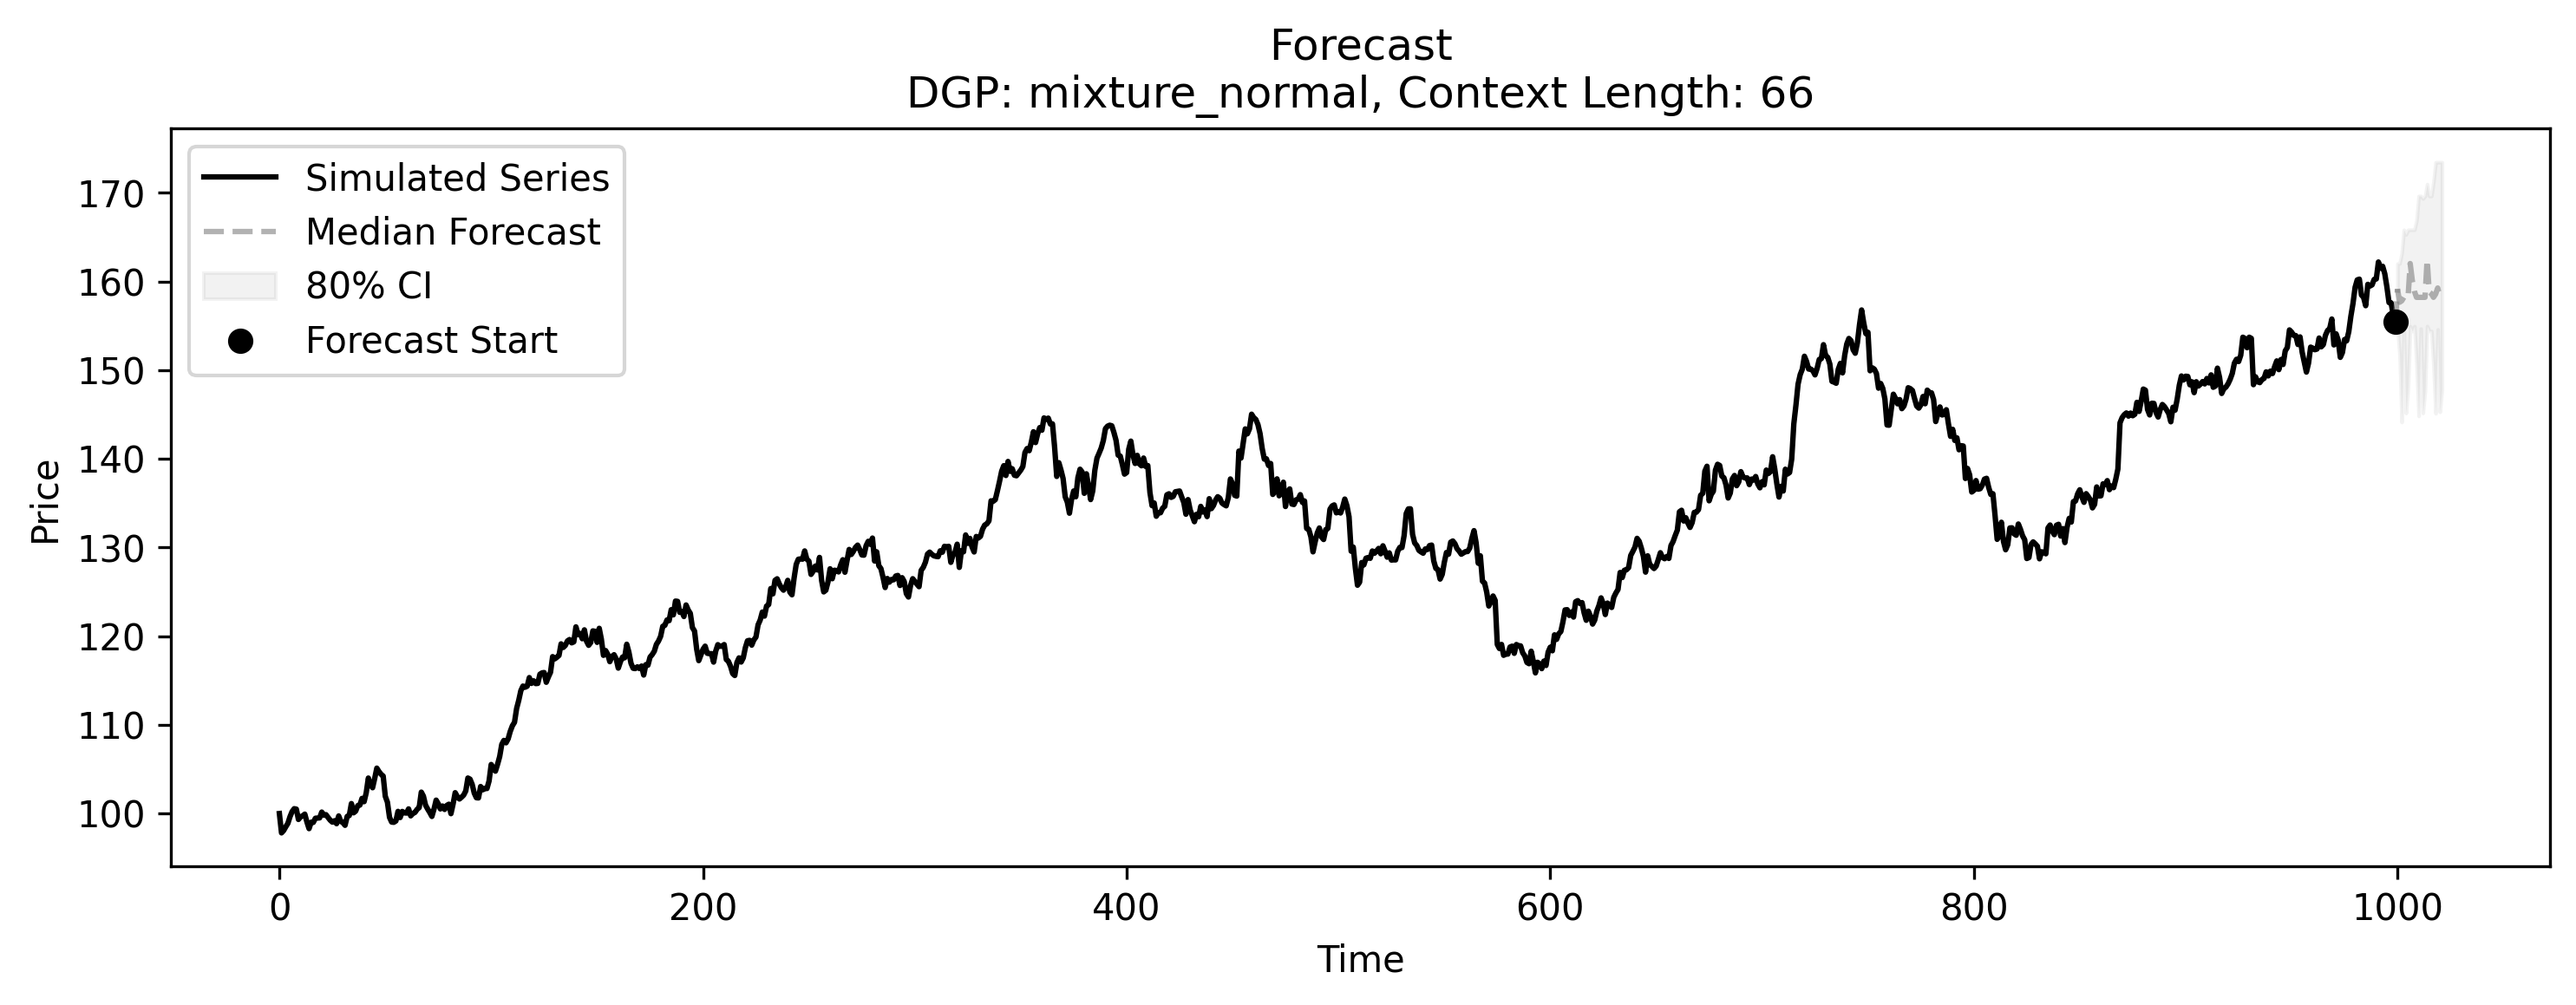 Forecast
DGP: mixture_normal, Context Length: 66
Simulated Series
Median Forecast
80% CI
Forecast Start
170
160
150
140
130
120
110
100
Price
0
200
400
600
800
1000
Time